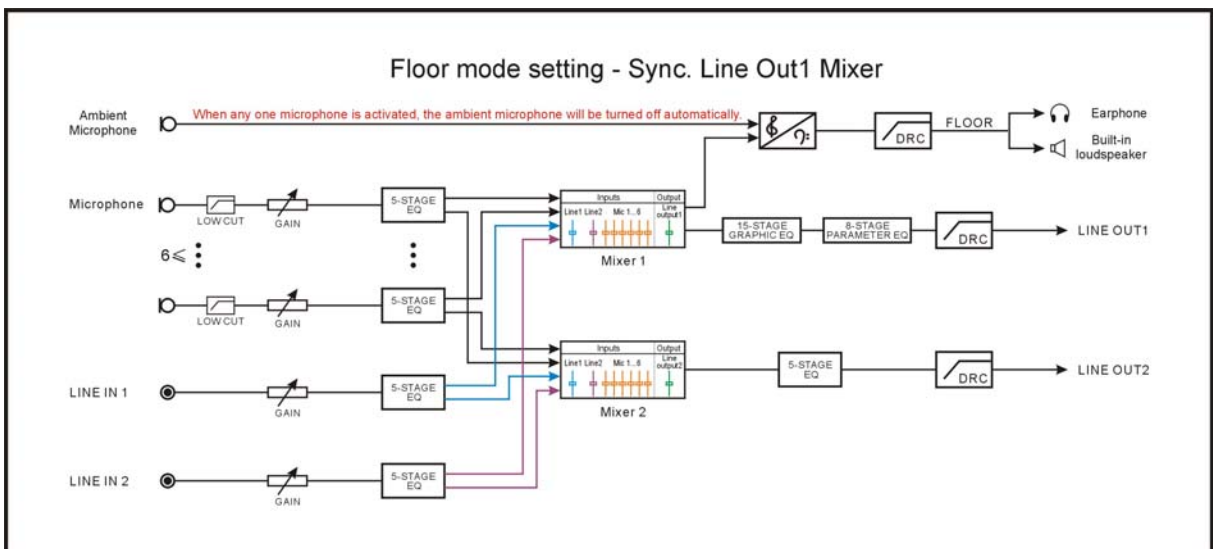 Floor mode setting - Sync. Line Out1 Mixer
Ambient
Microphone
When any one microphone is activated, the ambient microphone will be turned off automatically.
DRC
FLOOR
Earphone
Built-in
loudspeaker
Microphone
LOW CUT
GAIN
5-STAGE
EQ
Inputs
Output
Line1 Line2 Mic 1...6
Line
output1
Mixer 1
15-STAGE
GRAPHIC EQ
8-STAGE
PARAMETER EQ
DRC
LINE OUT1
6≤
LOW CUT
GAIN
5-STAGE
EQ
Inputs
Output
Line1 Line2 Mic 1...6
Line
output2
Mixer 2
5-STAGE
EQ
DRC
LINE OUT2
LINE IN 1
GAIN
5-STAGE
EQ
LINE IN 2
GAIN
5-STAGE
EQ